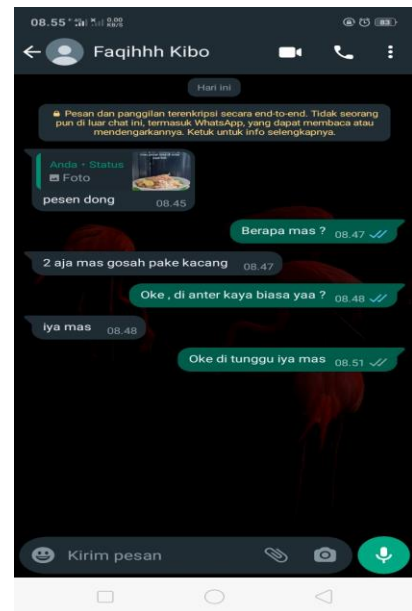 08.55
83
Faqihhh Kibo
Hari ini
Pesan dan panggilan terenkripsi secara end-to-end. Tidak seorang
pun di luar chat ini, termasuk WhatsApp, yang dapat membaca atau
mendengarkannya. Ketuk untuk info selengkapnya.
Anda • Status
Foto
pesen dong 08.45
Berapa mas ? 08.47
2 aja mas gosah pake kacang 08.47
Oke , di anter kaya biasa yaa ? 08.48
iya mas 08.48
Oke di tunggu iya mas 08.51
Kirim pesan